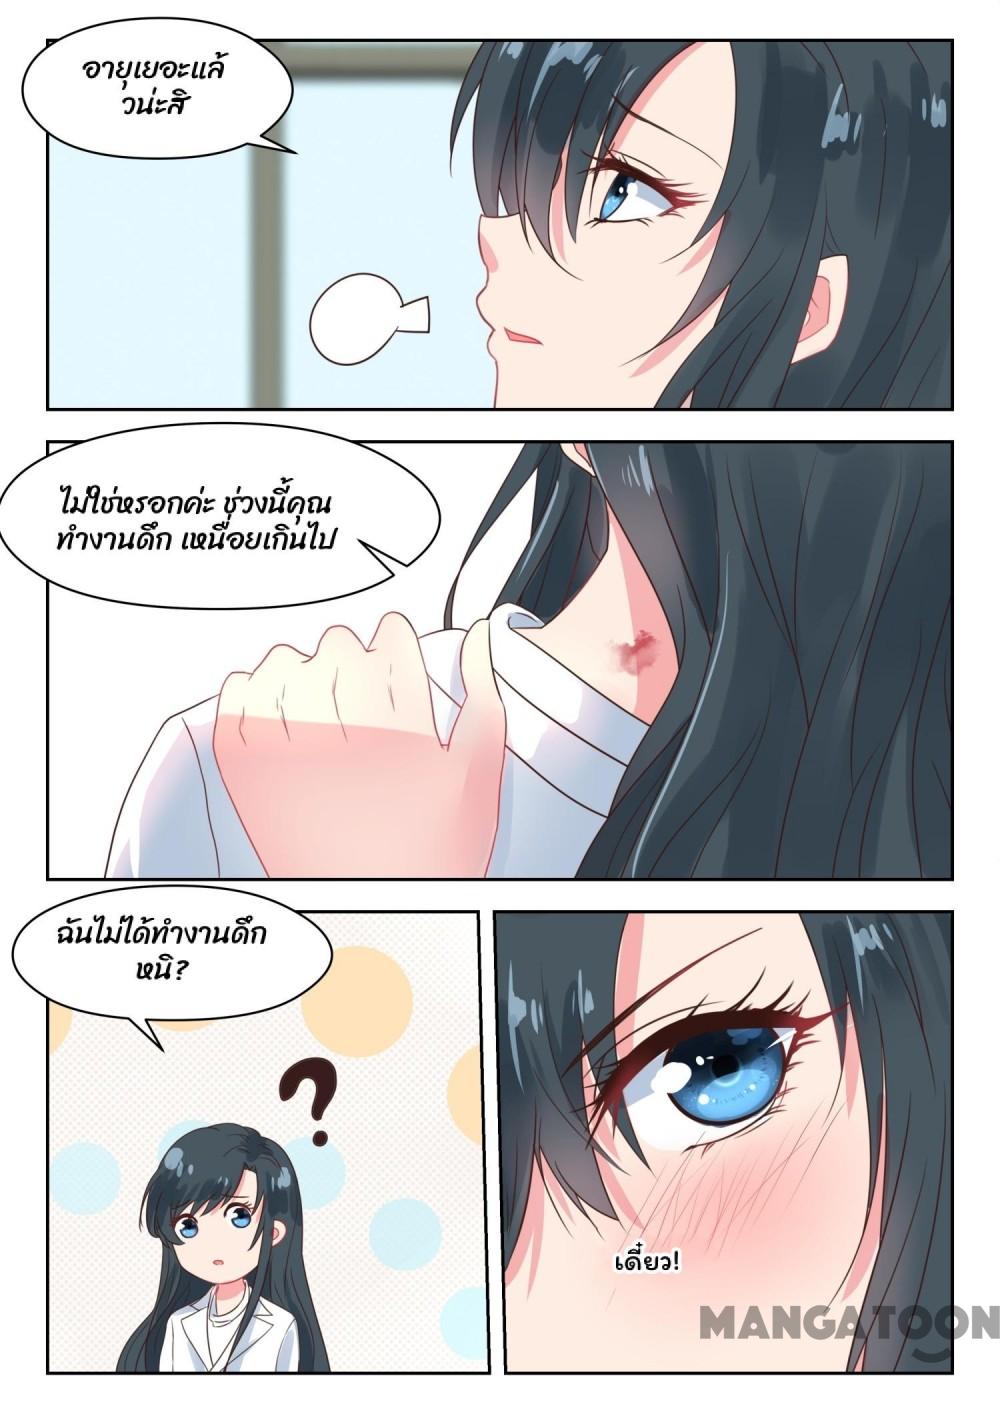 อายุเยอะแล้
วน่ะสิ
ไม่ใช่หรอกค่ะ ช่วงนี้คุณ
ทำงานดึก เหนื่อยเกินไป
ฉันไม่ได้ทำงานดึก
หนิ?
?
เดี๋ยว!
MANGATOON